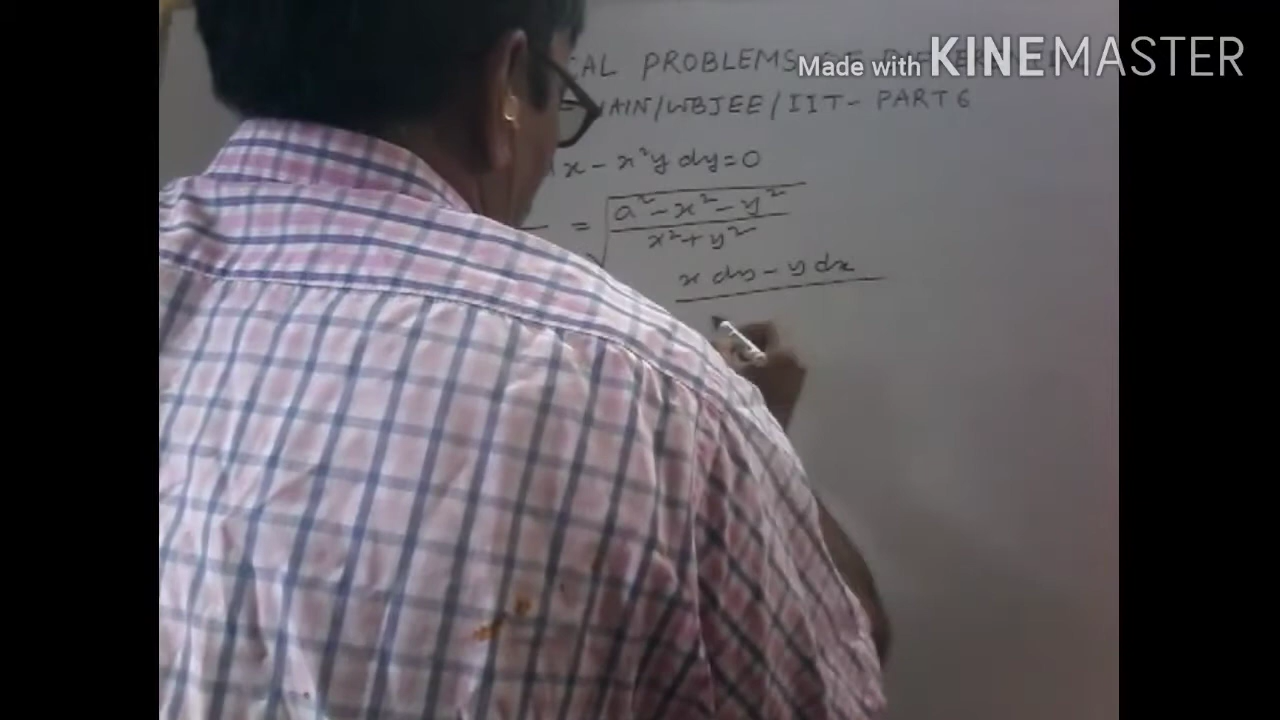 CAL PROBLEMS
Made with KINEMASTER
MAIN/WBJEE/IIT- PART 6
x - x²y dy = 0
= √((a² - x² - y²)/(x² + y²))
x dy - y dx